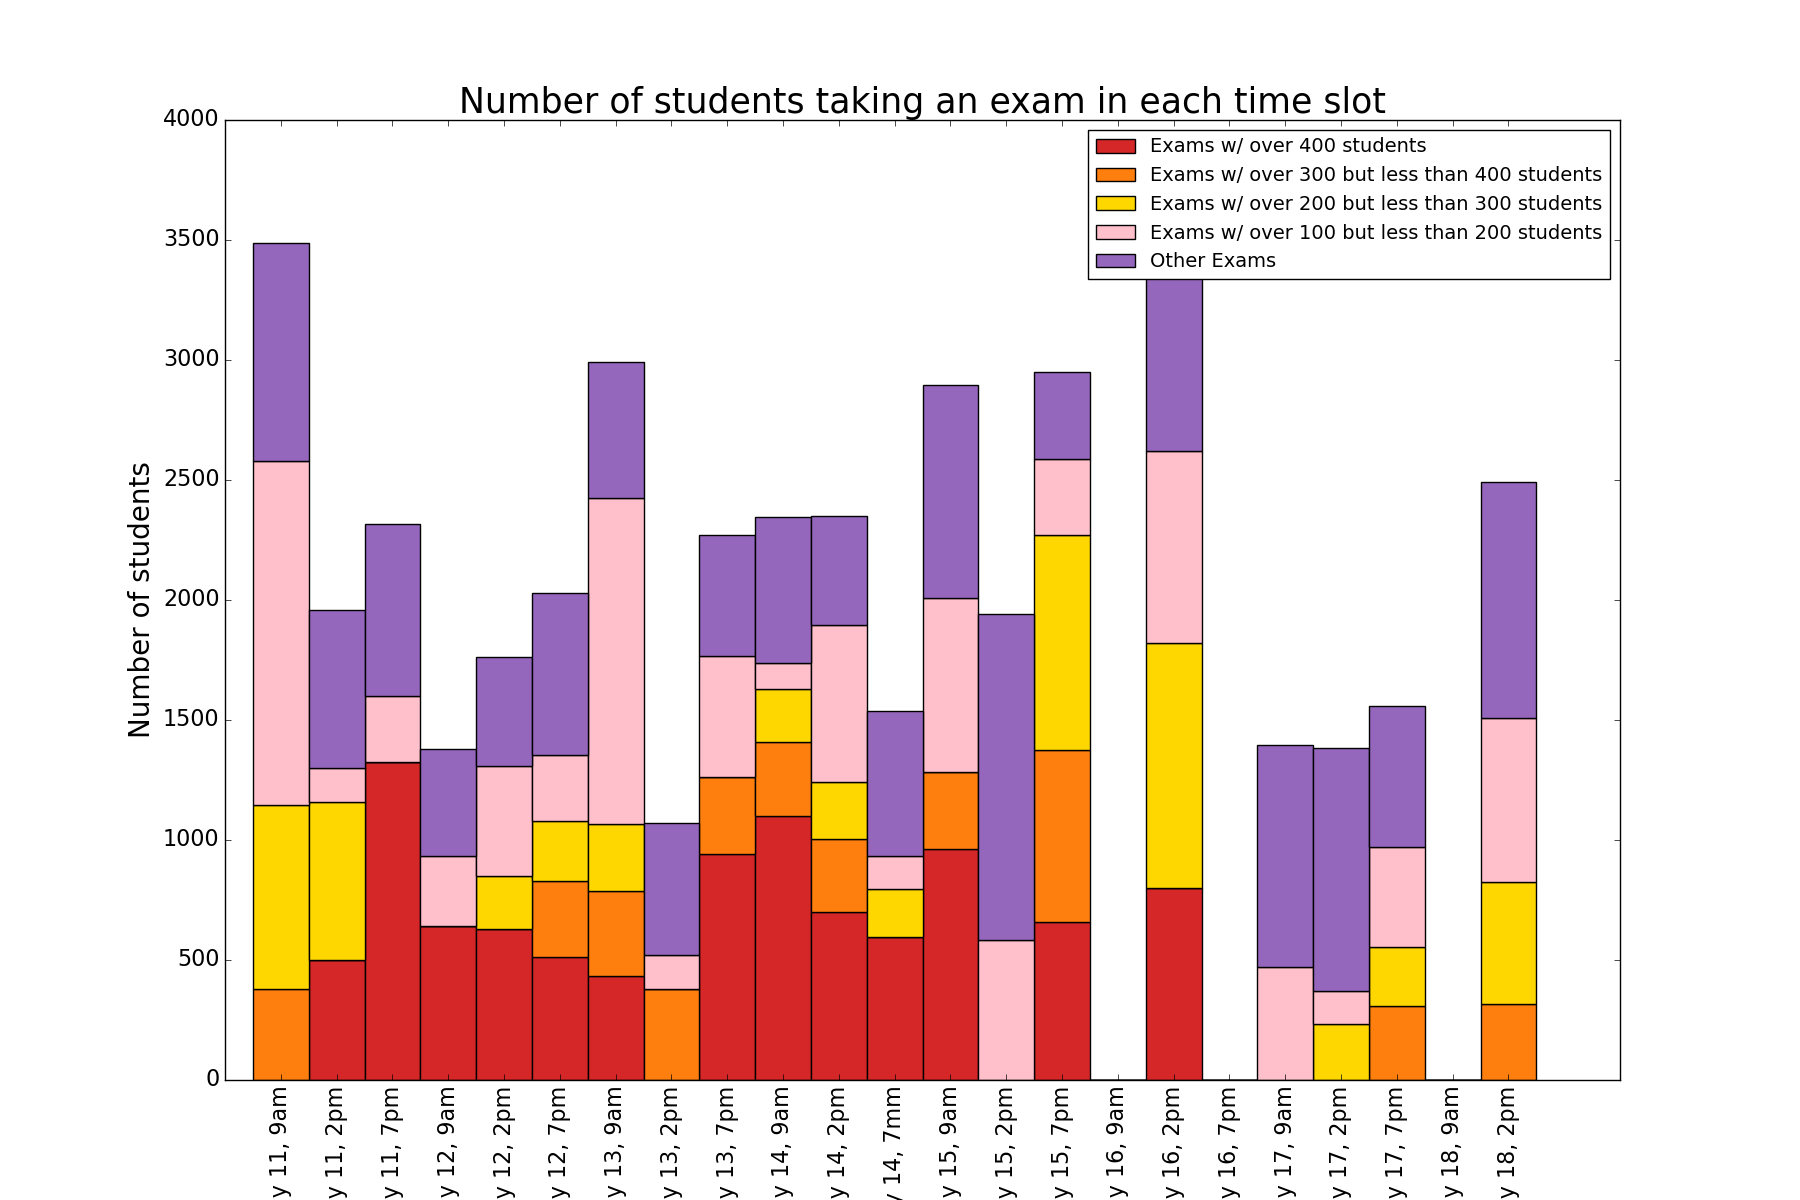 Number of students taking an exam in each time slot
Exams w/ over 400 students
Exams w/ over 300 but less than 400 students
Exams w/ over 200 but less than 300 students
Exams w/ over 100 but less than 200 students
Other Exams
Number of students
4000
3500
3000
2500
2000
1500
1000
500
0
y 11, 9am
y 11, 2pm
y 11, 7pm
y 12, 9am
y 12, 2pm
y 12, 7pm
y 13, 9am
y 13, 2pm
y 13, 7pm
y 14, 9am
y 14, 2pm
y 14, 7mm
y 15, 9am
y 15, 2pm
y 15, 7pm
y 16, 9am
y 16, 2pm
y 16, 7pm
y 17, 9am
y 17, 2pm
y 17, 7pm
y 18, 9am
y 18, 2pm